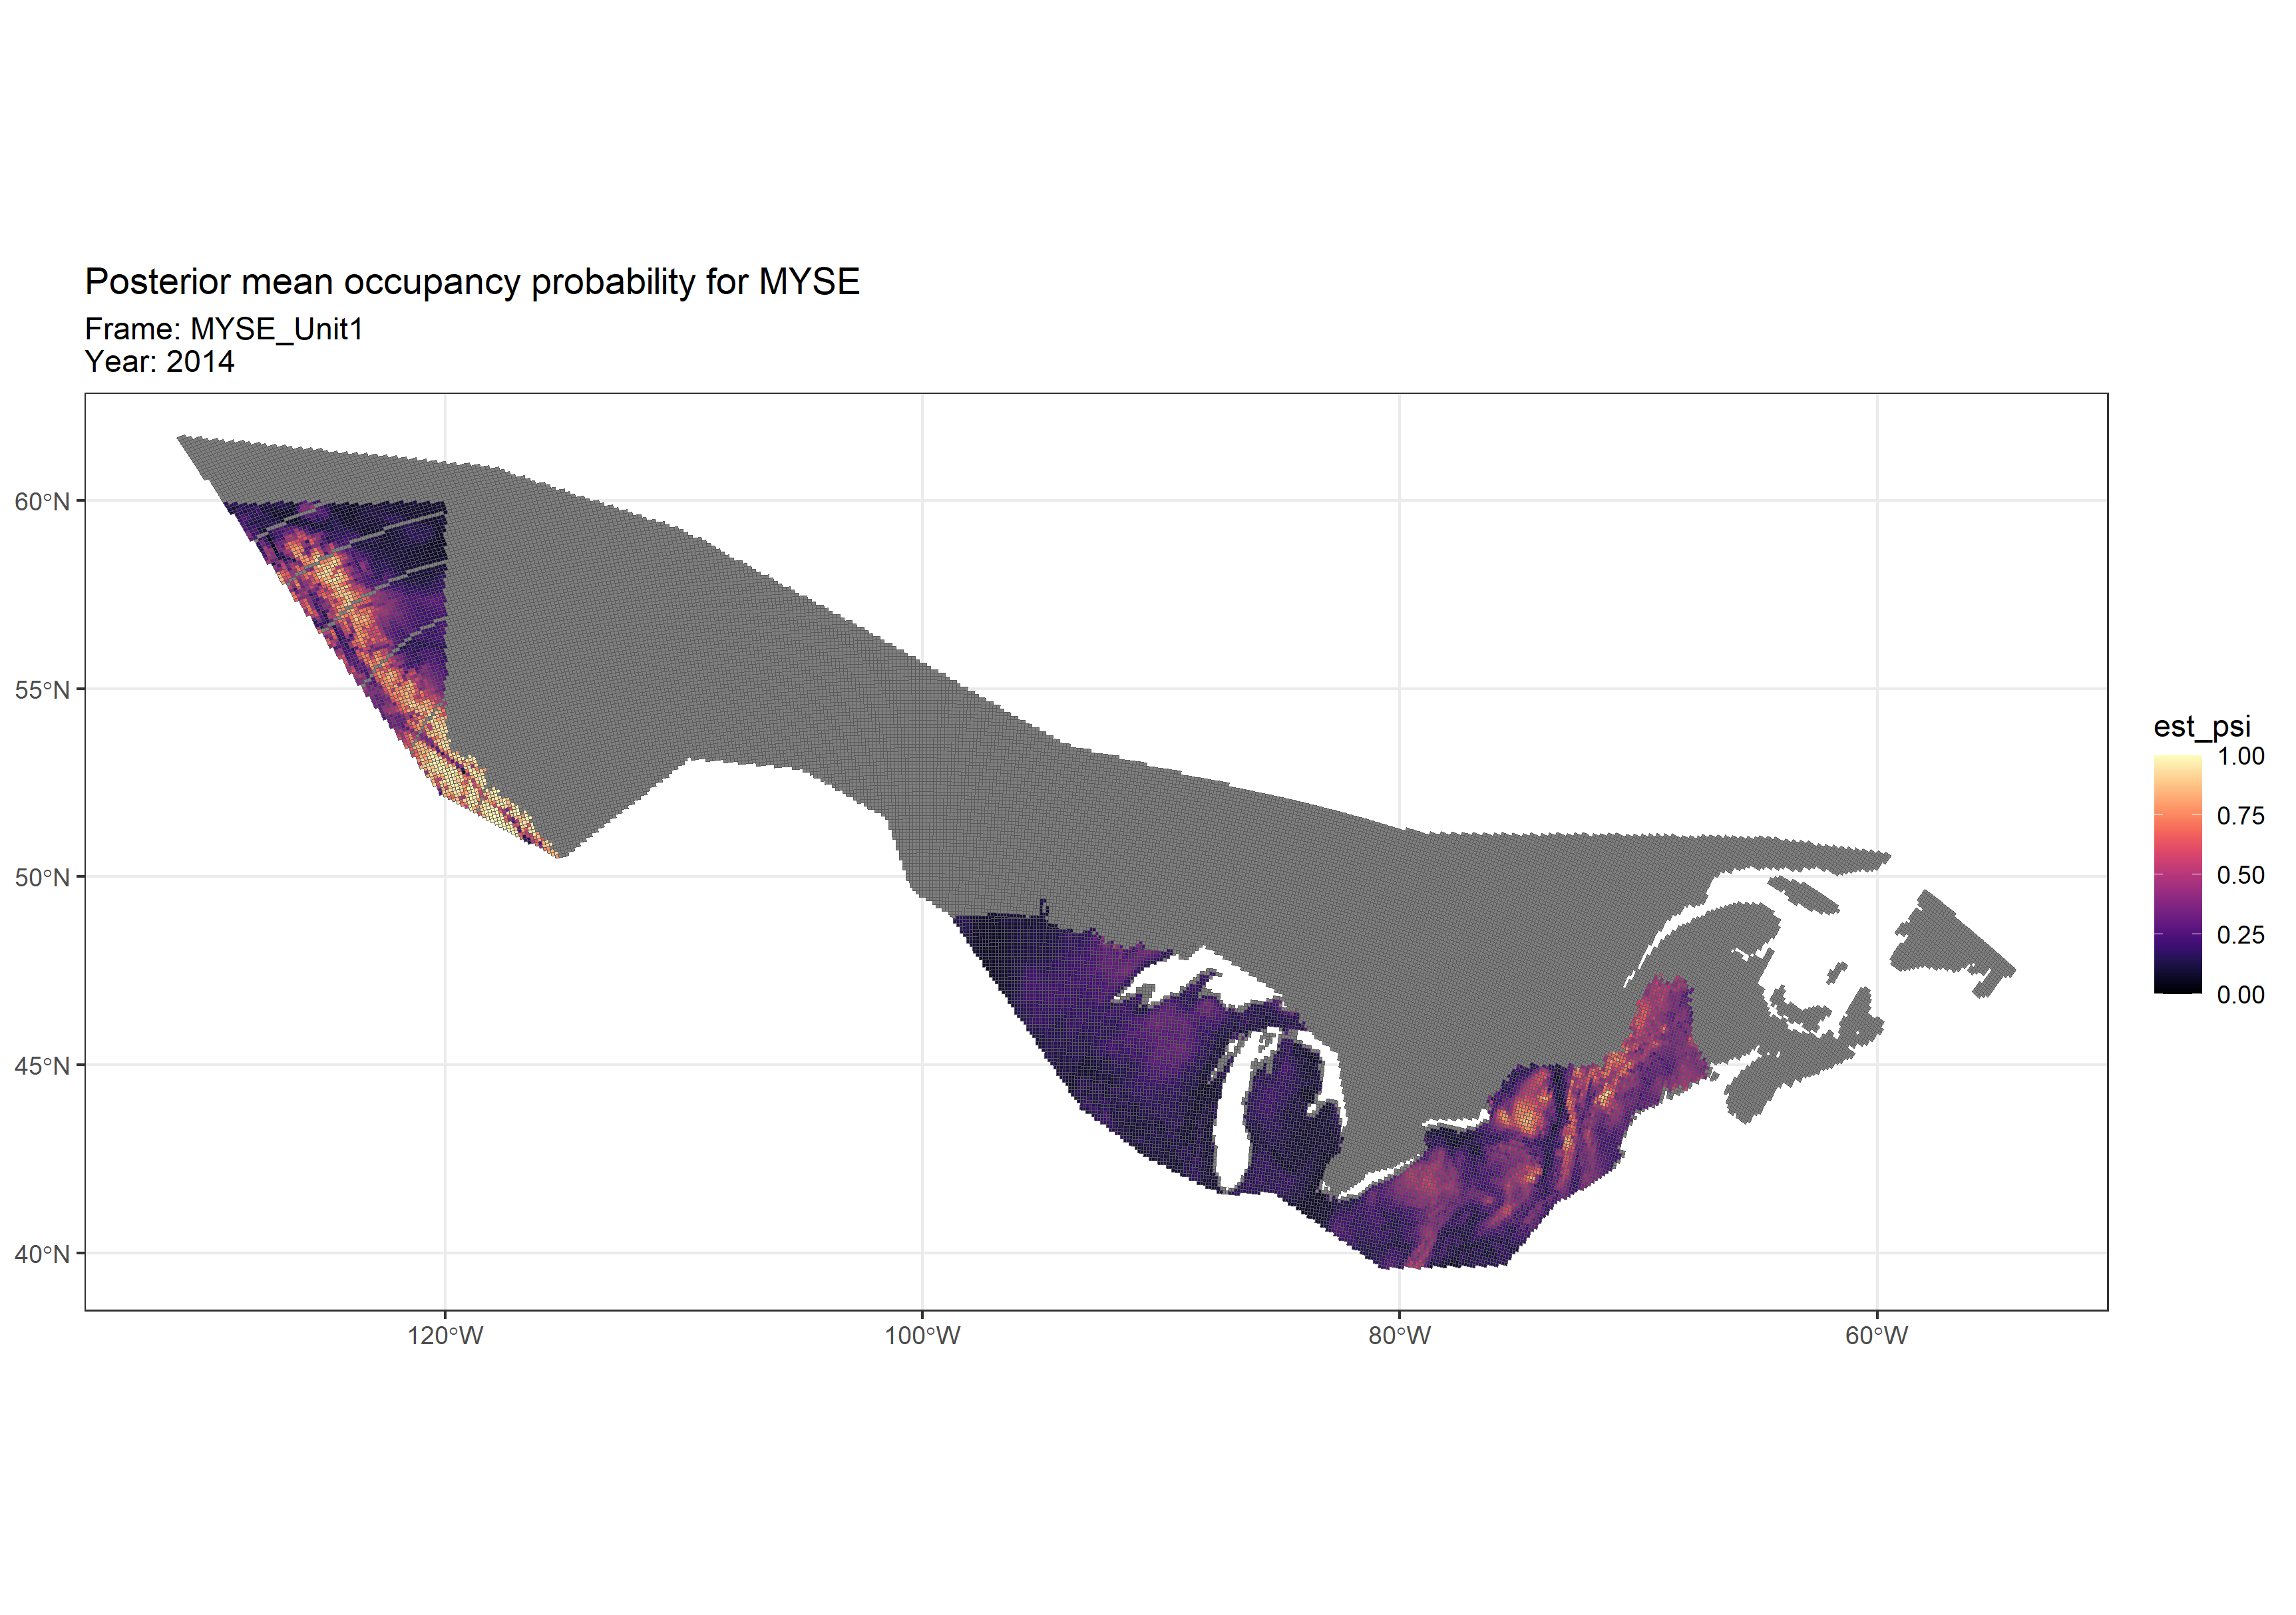 Posterior mean occupancy probability for MYSE
Frame: MYSE_Unit1
Year: 2014
60°N
55°N
50°N
45°N
40°N
120°W
100°W
80°W
60°W
est_psi
1.00
0.75
0.50
0.25
0.00